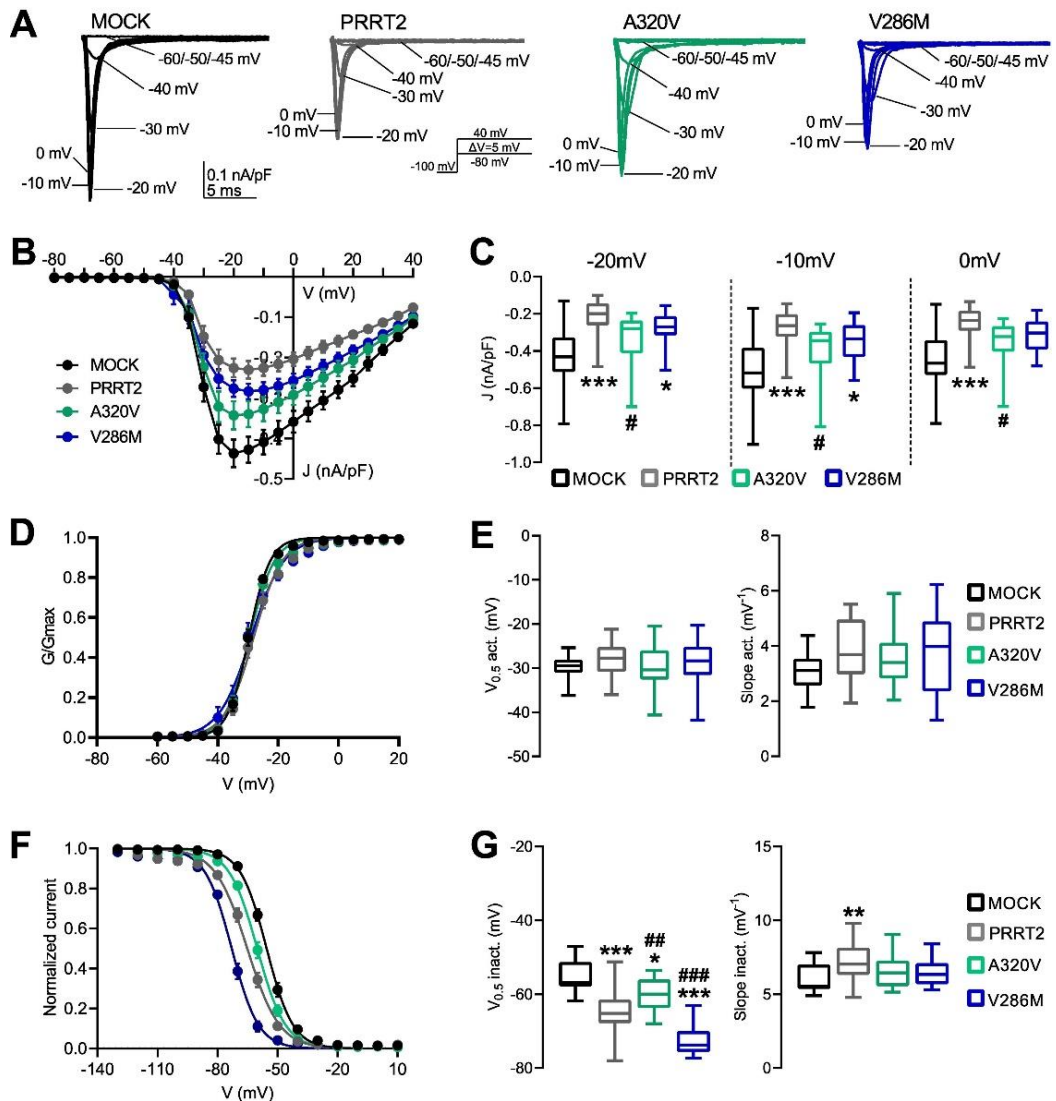 A
MOCK
-60/-50/-45 mV
-40 mV
-30 mV
0 mV
-10 mV
-20 mV
0.1 nA/pF
5 ms
PRRT2
-60/-50/-45 mV
-40 mV
-30 mV
0 mV
-10 mV
-20 mV
40 mV
ΔV=5 mV
-100 mV
-80 mV
A320V
-60/-50/-45 mV
-40 mV
-30 mV
0 mV
-10 mV
-20 mV
V286M
-60/-50/-45 mV
-40 mV
-30 mV
0 mV
-10 mV
-20 mV
B
-80 -60 -40 -20 0 20 40
V (mV)
-0.1
-0.5
J (nA/pF)
MOCK
PRRT2
A320V
V286M
C
-20mV -10mV 0mV
J (nA/pF)
0.0
-0.2
-0.4
-0.6
-0.8
-1.0
*** # *
*** # *
*** #
MOCK PRRT2 A320V V286M
D
G/Gmax
1.0
0.8
0.6
0.4
0.2
0.0
-80 -60 -40 -20 0 20
V (mV)
E
V0.5 act. (mV)
0
-10
-20
-30
-40
-50
Slope act. (mV⁻¹)
8
6
4
2
0
MOCK
PRRT2
A320V
V286M
F
Normalized current
1.0
0.8
0.6
0.4
0.2
0.0
-140 -110 -80 -50 -20 10
V (mV)
G
V0.5 inact. (mV)
-20
-40
-60
-80
***
##
*
###
***
Slope inact. (mV⁻¹)
15
10
5
0
**
MOCK
PRRT2
A320V
V286M